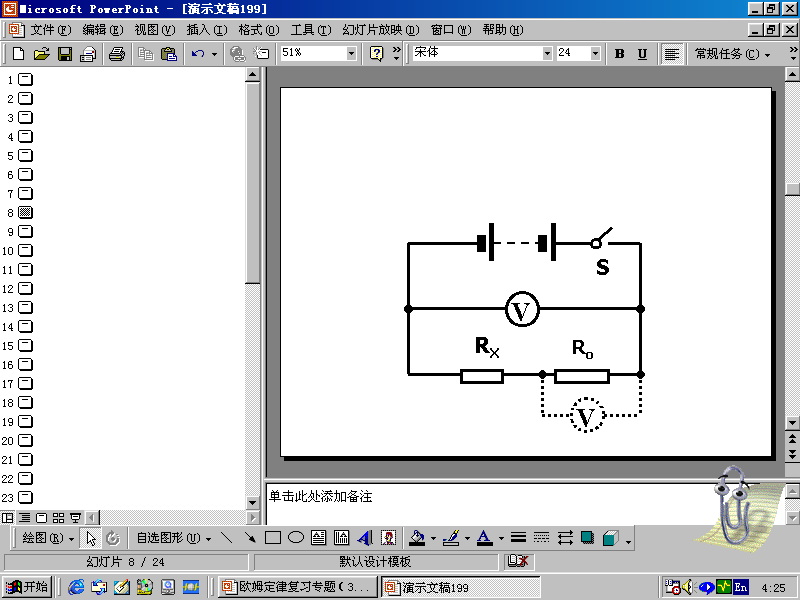 Microsoft PowerPoint - [演示文稿199]
文件(F) 编辑(E) 视图(V) 插入(I) 格式(O) 工具(T) 幻灯片放映(D) 窗口(W) 帮助(H)
51% 宋体 24 B U 常规任务(C)
1
2
3
4
5
6
7
8
9
10
11
12
13
14
15
16
17
18
19
20
21
22
23
S
V
RX R0
V
单击此处添加备注
绘图(R) 自选图形(U) A A
幻灯片 8 / 24 默认设计模板
开始 欧姆定律复习专题(3... 演示文稿199 En 4:25